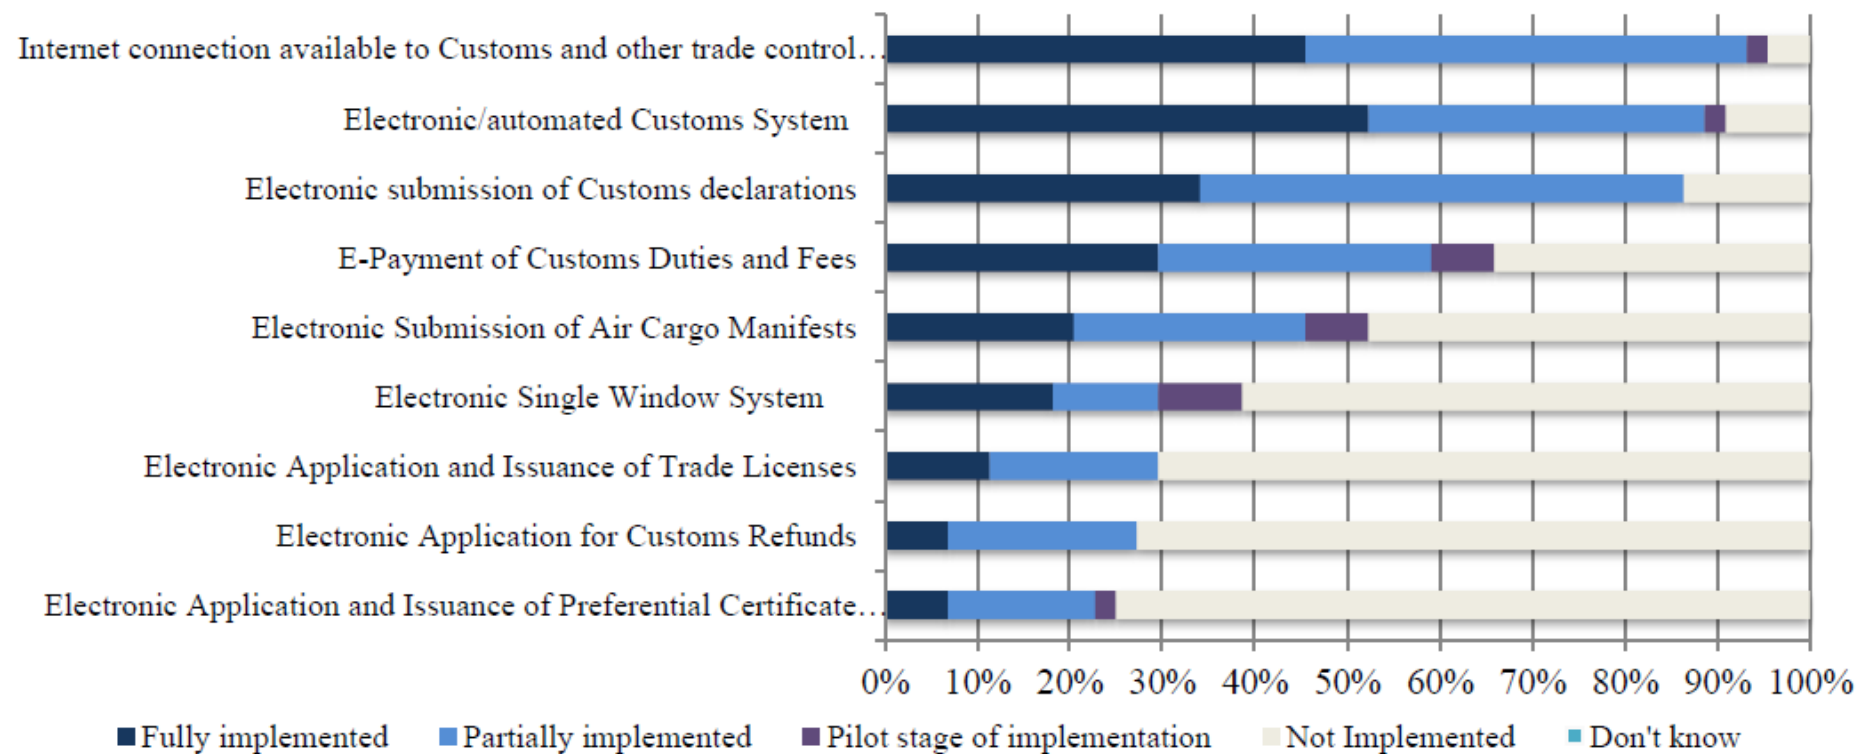 Internet connection available to Customs and other trade control…
Electronic/automated Customs System
Electronic submission of Customs declarations
E-Payment of Customs Duties and Fees
Electronic Submission of Air Cargo Manifests
Electronic Single Window System
Electronic Application and Issuance of Trade Licenses
Electronic Application for Customs Refunds
Electronic Application and Issuance of Preferential Certificate…
0% 10% 20% 30% 40% 50% 60% 70% 80% 90% 100%
Fully implemented Partially implemented Pilot stage of implementation Not Implemented Don't know